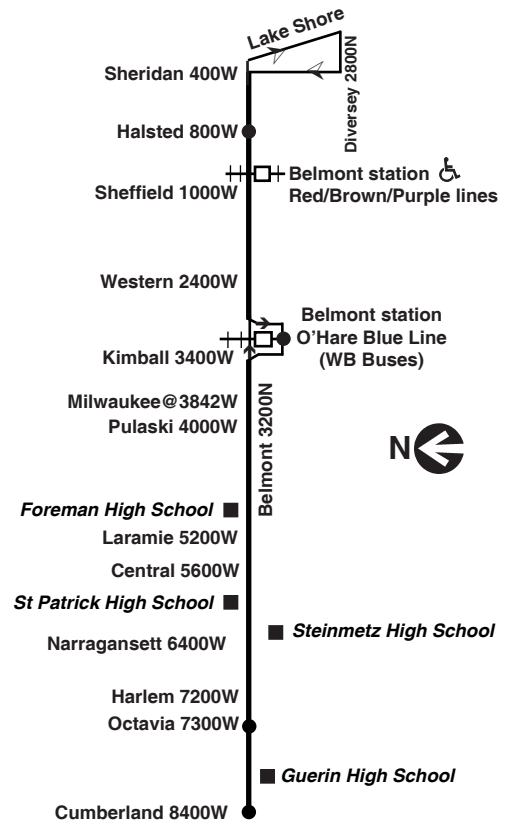 Lake Shore
Sheridan 400W
Diversey 2800N
Halsted 800W
Belmont station
Red/Brown/Purple lines
Sheffield 1000W
Western 2400W
Belmont station
O'Hare Blue Line
(WB Buses)
Kimball 3400W
Milwaukee@3842W
Pulaski 4000W
Belmont 3200N
N
Foreman High School
Laramie 5200W
Central 5600W
St Patrick High School
Steinmetz High School
Narragansett 6400W
Harlem 7200W
Octavia 7300W
Guerin High School
Cumberland 8400W